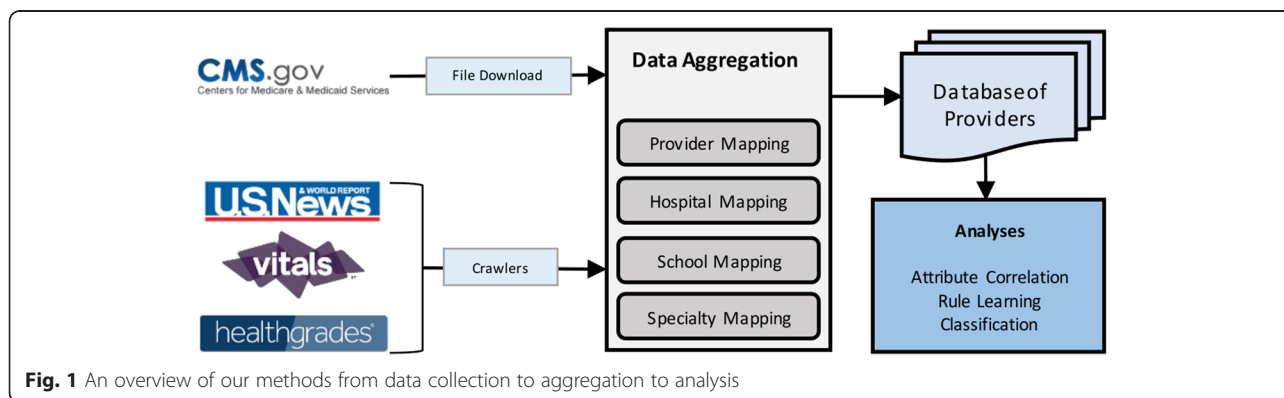 CMS.gov
Centers for Medicare & Medicaid Services
File Download
U.S.News
& WORLD REPORT
vitals
healthgrades®
Crawlers
Data Aggregation
Provider Mapping
Hospital Mapping
School Mapping
Specialty Mapping
Database of
Providers
Analyses
Attribute Correlation
Rule Learning
Classification
Fig. 1 An overview of our methods from data collection to aggregation to analysis